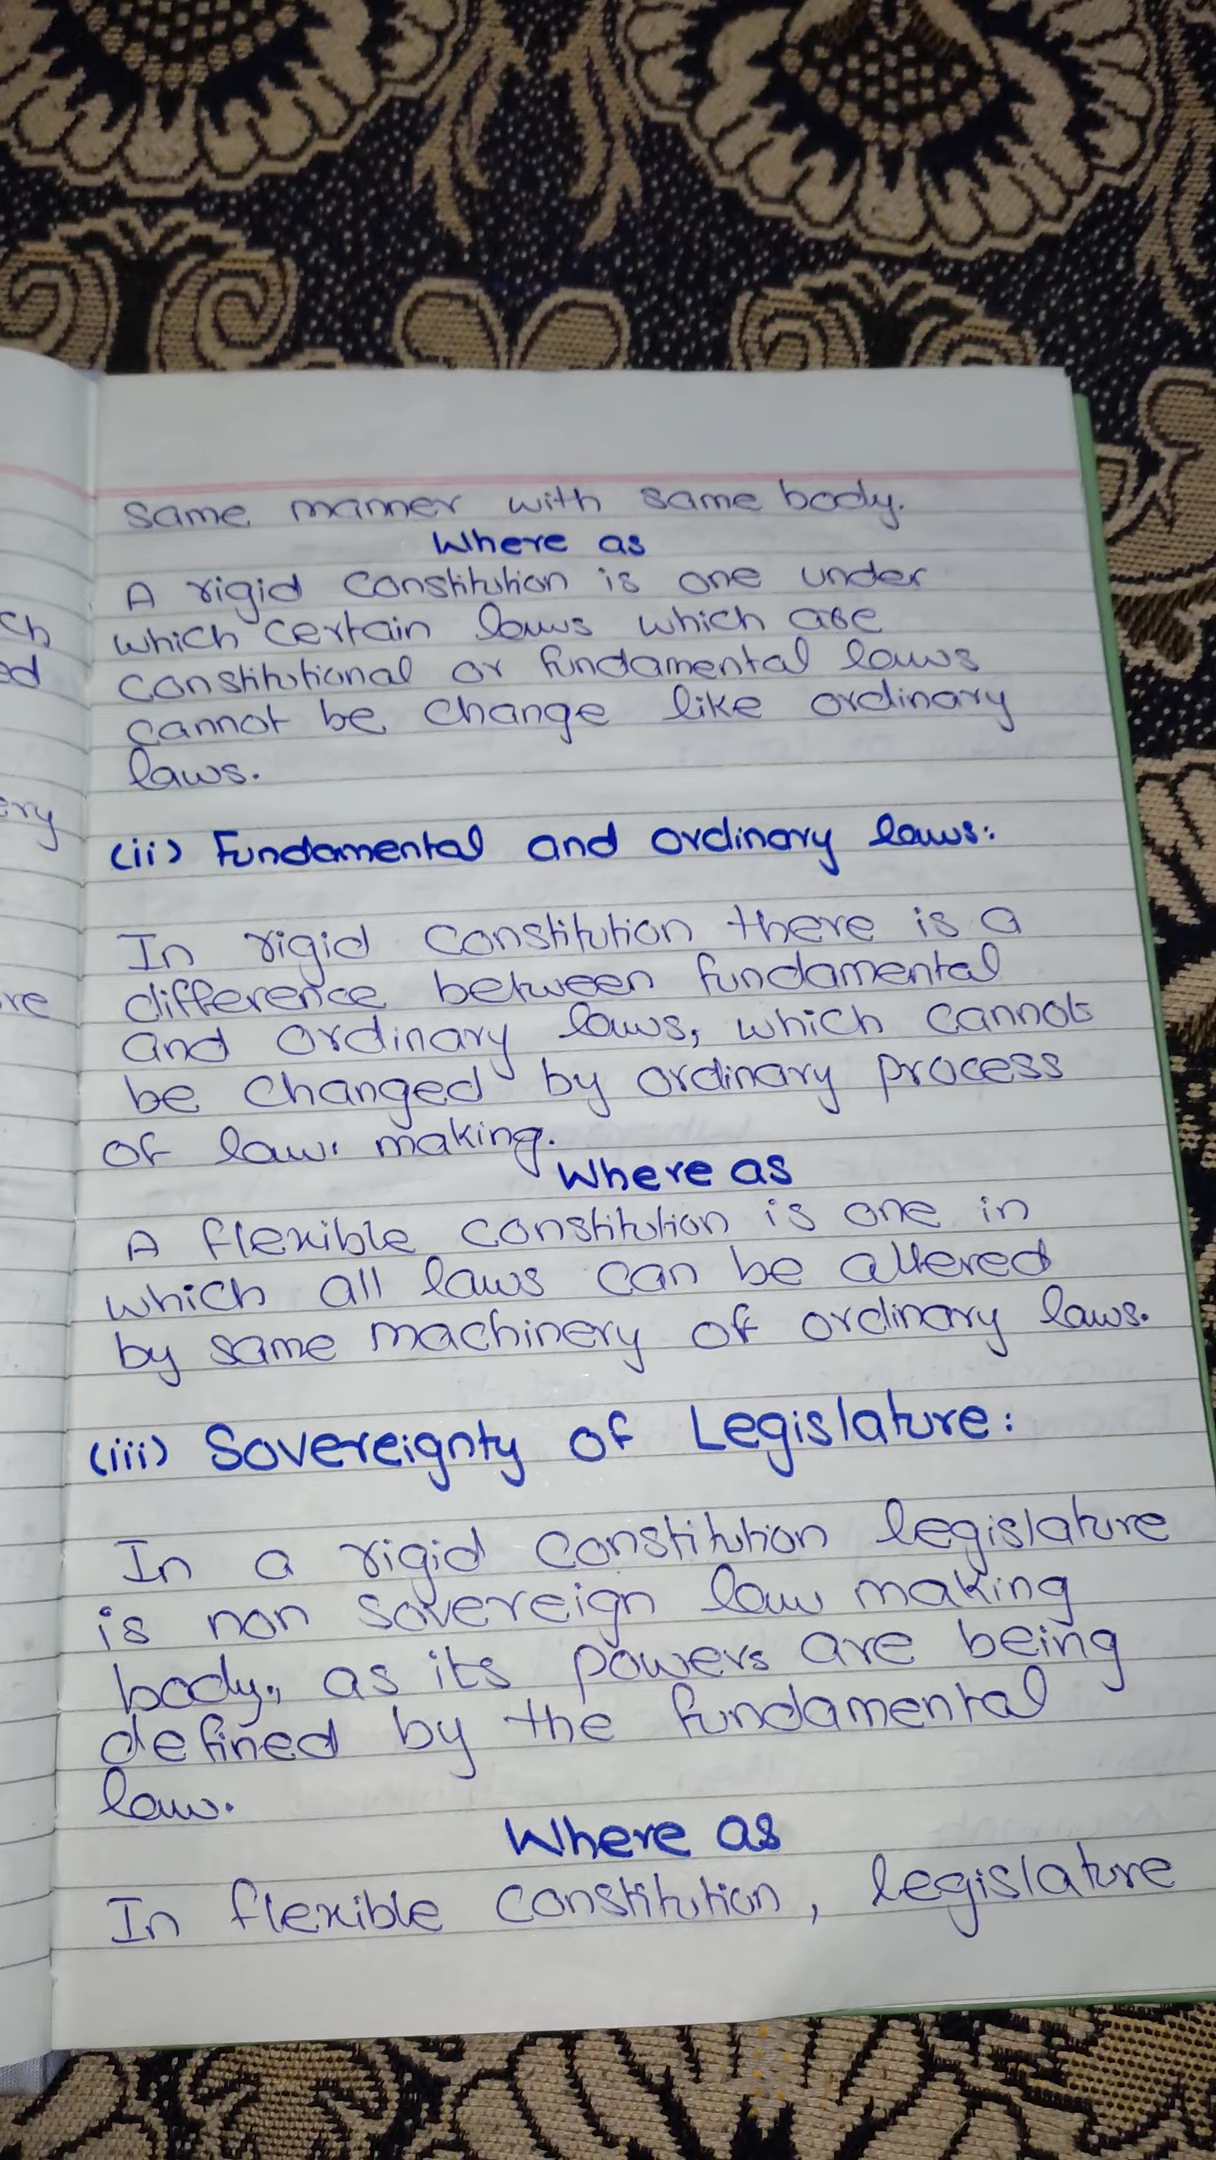 same manner with same body.
Where as
A rigid constitution is one under
which certain laws which are
constitutional or fundamental laws
cannot be change like ordinary
laws.
(ii) Fundamental and ordinary laws:
In rigid constitution there is a
difference between fundamental
and ordinary laws, which cannot
be changed by ordinary process
of law making.
Where as
A flexible constitution is one in
which all laws can be altered
by same machinery of ordinary laws.
(iii) Sovereignty of Legislature:
In a rigid constitution legislature
is non sovereign law making
body, as its powers are being
defined by the fundamental
law.
Where as
In flexible constitution, legislature
ch
ed
ery
re